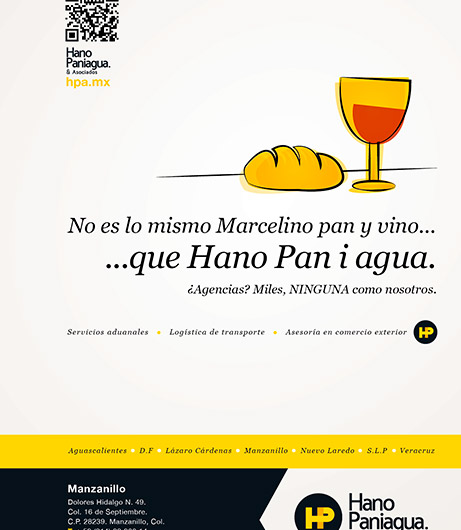 Hano
Paniagua.
& Asociados
hpa.mx
No es lo mismo Marcelino pan y vino...
...que Hano Pan i agua.
¿Agencias? Miles, NINGUNA como nosotros.
Servicios aduanales + Logística de transporte + Asesoría en comercio exterior HP
Aguascalientes • D.F • Lázaro Cárdenas • Manzanillo • Nuevo Laredo • S.L.P • Veracruz
Manzanillo
Dolores Hidalgo N. 49.
Col. 16 de Septiembre.
C.P. 28239. Manzanillo, Col.
HP
Hano
Paniagua.